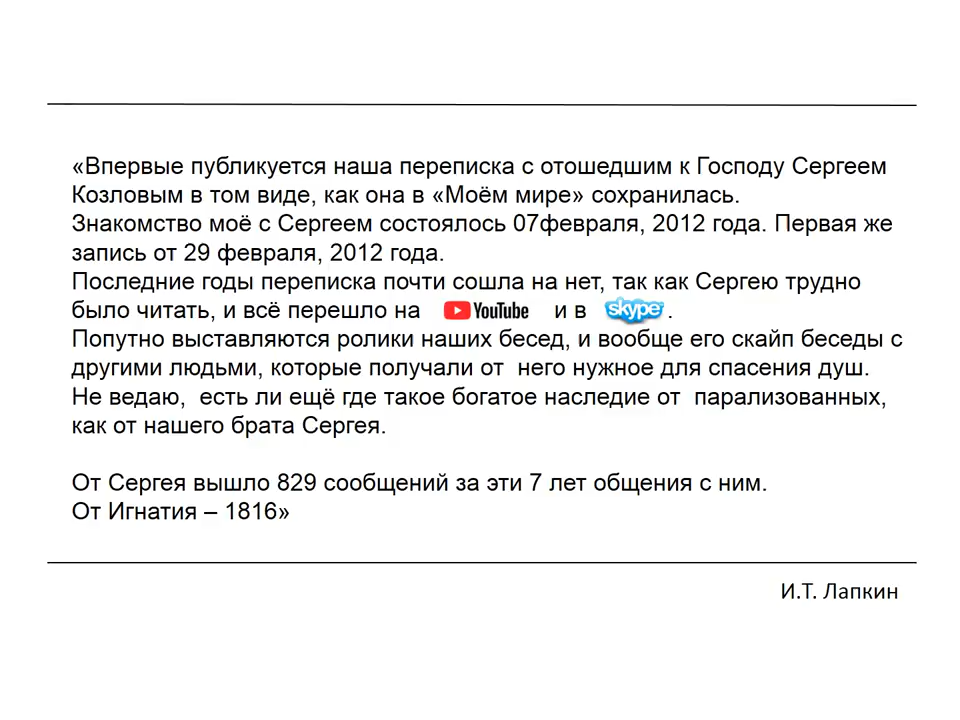 «Впервые публикуется наша переписка с отошедшим к Господу Сергеем
Козловым в том виде, как она в «Моём мире» сохранилась.
Знакомство моё с Сергеем состоялось 07февраля, 2012 года. Первая же
запись от 29 февраля, 2012 года.
Последние годы переписка почти сошла на нет, так как Сергею трудно
было читать, и всё перешло на YouTube и в skype .
Попутно выставляются ролики наших бесед, и вообще его скайп беседы с
другими людьми, которые получали от  него нужное для спасения душ.
Не ведаю,  есть ли ещё где такое богатое наследие от  парализованных,
как от нашего брата Сергея.
От Сергея вышло 829 сообщений за эти 7 лет общения с ним.
От Игнатия – 1816»
И.Т. Лапкин